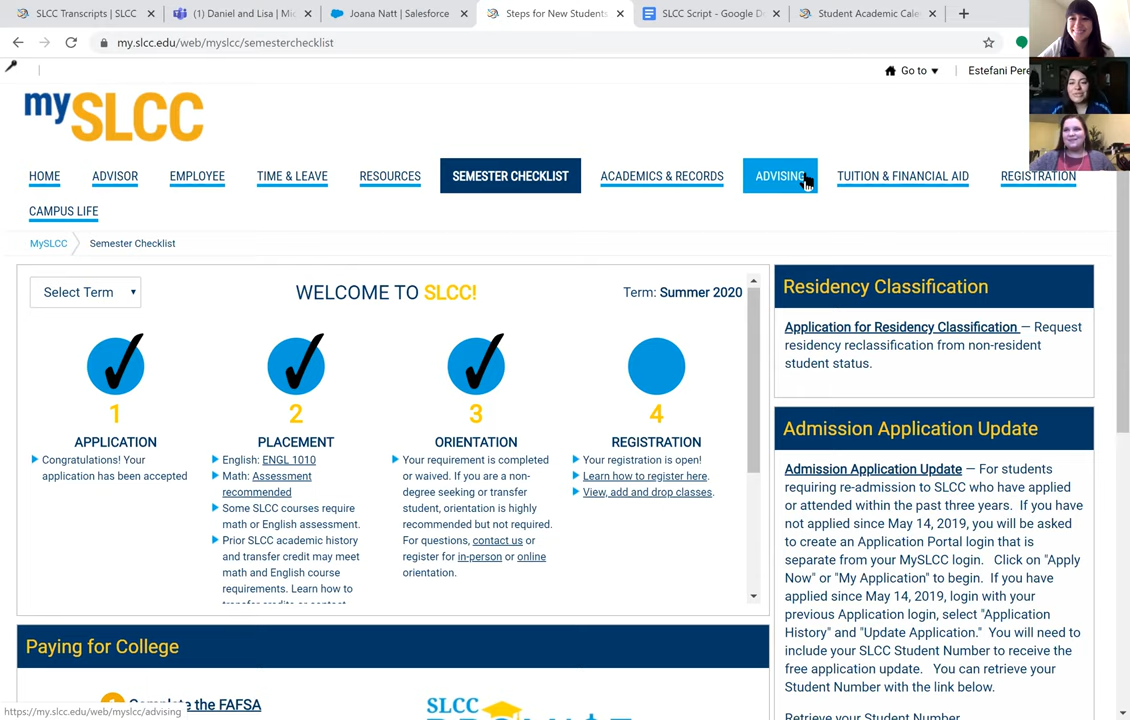 SLCC Transcripts | SLCC
(1) Daniel and Lisa | Mic
Joana Natt | Salesforce
Steps for New Students
SLCC Script - Google D
Student Academic Cale
my.slcc.edu/web/myslcc/semesterchecklist
Go to
Estefani Pere
mySLCC
HOME
ADVISOR
EMPLOYEE
TIME & LEAVE
RESOURCES
SEMESTER CHECKLIST
ACADEMICS & RECORDS
ADVISING
TUITION & FINANCIAL AID
REGISTRATION
CAMPUS LIFE
MySLCC
Semester Checklist
Select Term
WELCOME TO SLCC!
Term: Summer 2020
1
APPLICATION
Congratulations! Your
application has been accepted
2
PLACEMENT
English: ENGL 1010
Math: Assessment
recommended
Some SLCC courses require
math or English assessment.
Prior SLCC academic history
and transfer credit may meet
math and English course
requirements. Learn how to
transfer credits or contact
3
ORIENTATION
Your requirement is completed
or waived. If you are a non-
degree seeking or transfer
student, orientation is highly
recommended but not required.
For questions, contact us or
register for in-person or online
orientation.
4
REGISTRATION
Your registration is open!
Learn how to register here.
View, add and drop classes.
Residency Classification
Application for Residency Classification — Request
residency reclassification from non-resident
student status.
Admission Application Update
Admission Application Update — For students
requiring re-admission to SLCC who have applied
or attended within the past three years. If you have
not applied since May 14, 2019, you will be asked
to create an Application Portal login that is
separate from your MySLCC login. Click on "Apply
Now" or "My Application" to begin. If you have
applied since May 14, 2019, login with your
previous Application login, select "Application
History" and "Update Application." You will need to
include your SLCC Student Number to receive the
free application update. You can retrieve your
Student Number with the link below.
Retrieve your Student Number
Paying for College
Complete the FAFSA
SLCC
https://my.slcc.edu/web/myslcc/advising